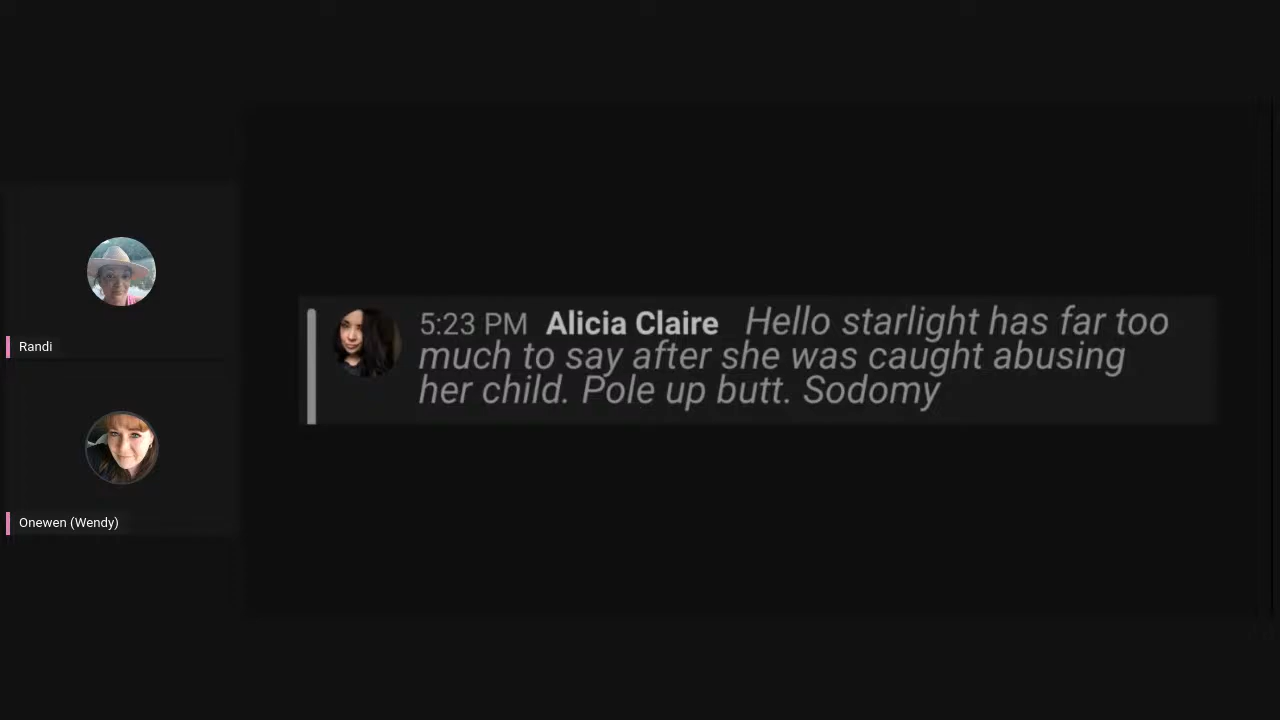 Randi
Onewen (Wendy)
5:23 PM Alicia Claire Hello starlight has far too
much to say after she was caught abusing
her child. Pole up butt. Sodomy